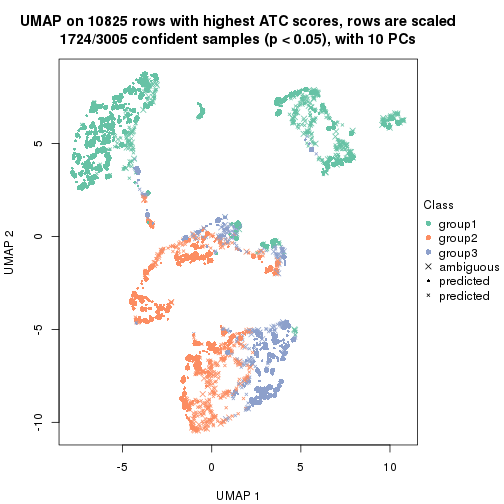 UMAP on 10825 rows with highest ATC scores, rows are scaled
1724/3005 confident samples (p < 0.05), with 10 PCs
5
0
-5
-10
UMAP 2
-5
0
5
10
UMAP 1
Class
group1
group2
group3
ambiguous
predicted
predicted